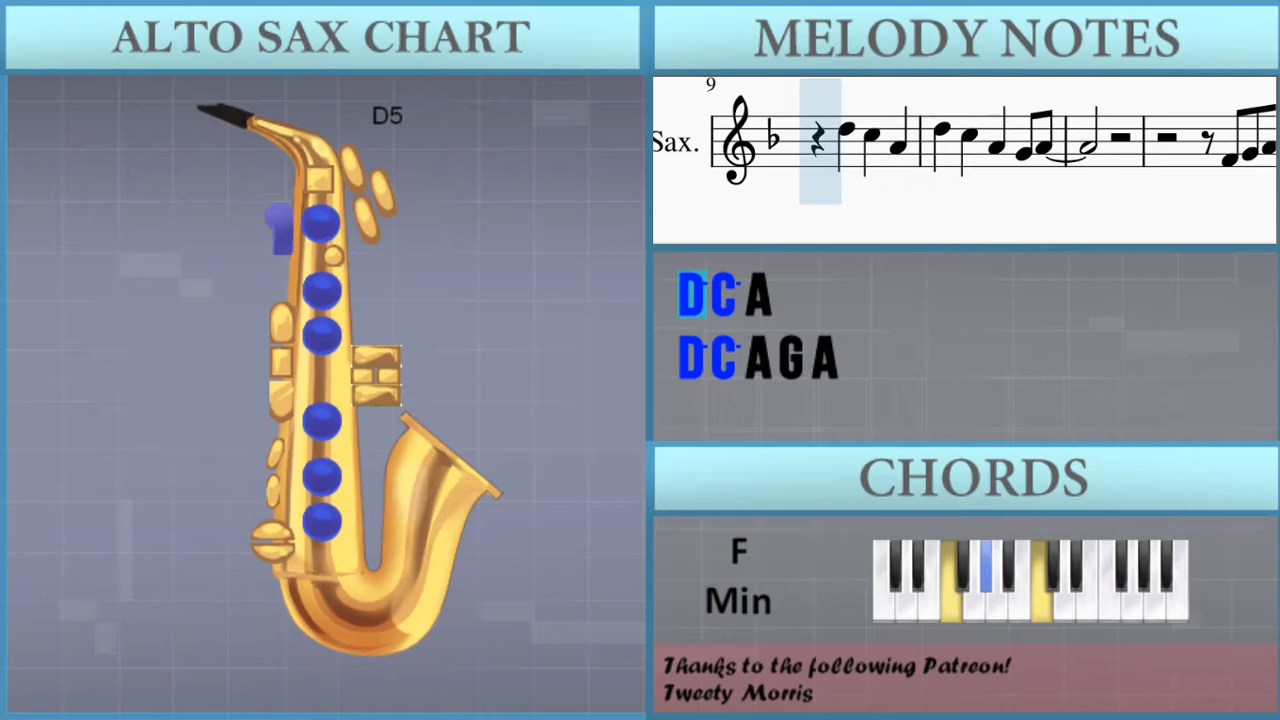 ALTO SAX CHART
D5
MELODY NOTES
9
Sax.
DCA
DCAGA
CHORDS
F
Min
Thanks to the following Patreon!
Tweety Morris